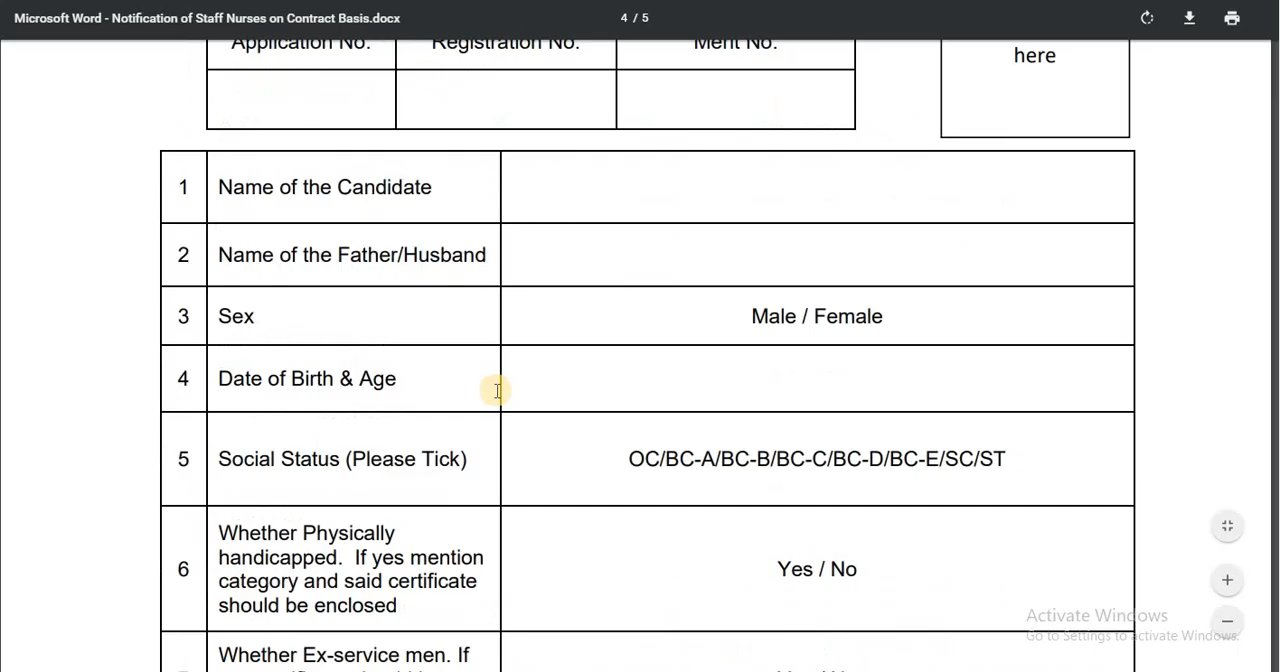 Microsoft Word - Notification of Staff Nurses on Contract Basis.docx
4 / 5
Application No.
Registration No.
Merit No.
here
1 Name of the Candidate
2 Name of the Father/Husband
3 Sex Male / Female
4 Date of Birth & Age
5 Social Status (Please Tick) OC/BC-A/BC-B/BC-C/BC-D/BC-E/SC/ST
6 Whether Physically
handicapped. If yes mention
category and said certificate
should be enclosed
Yes / No
Activate Windows
Go to Settings to activate Windows.
Whether Ex-service men. If